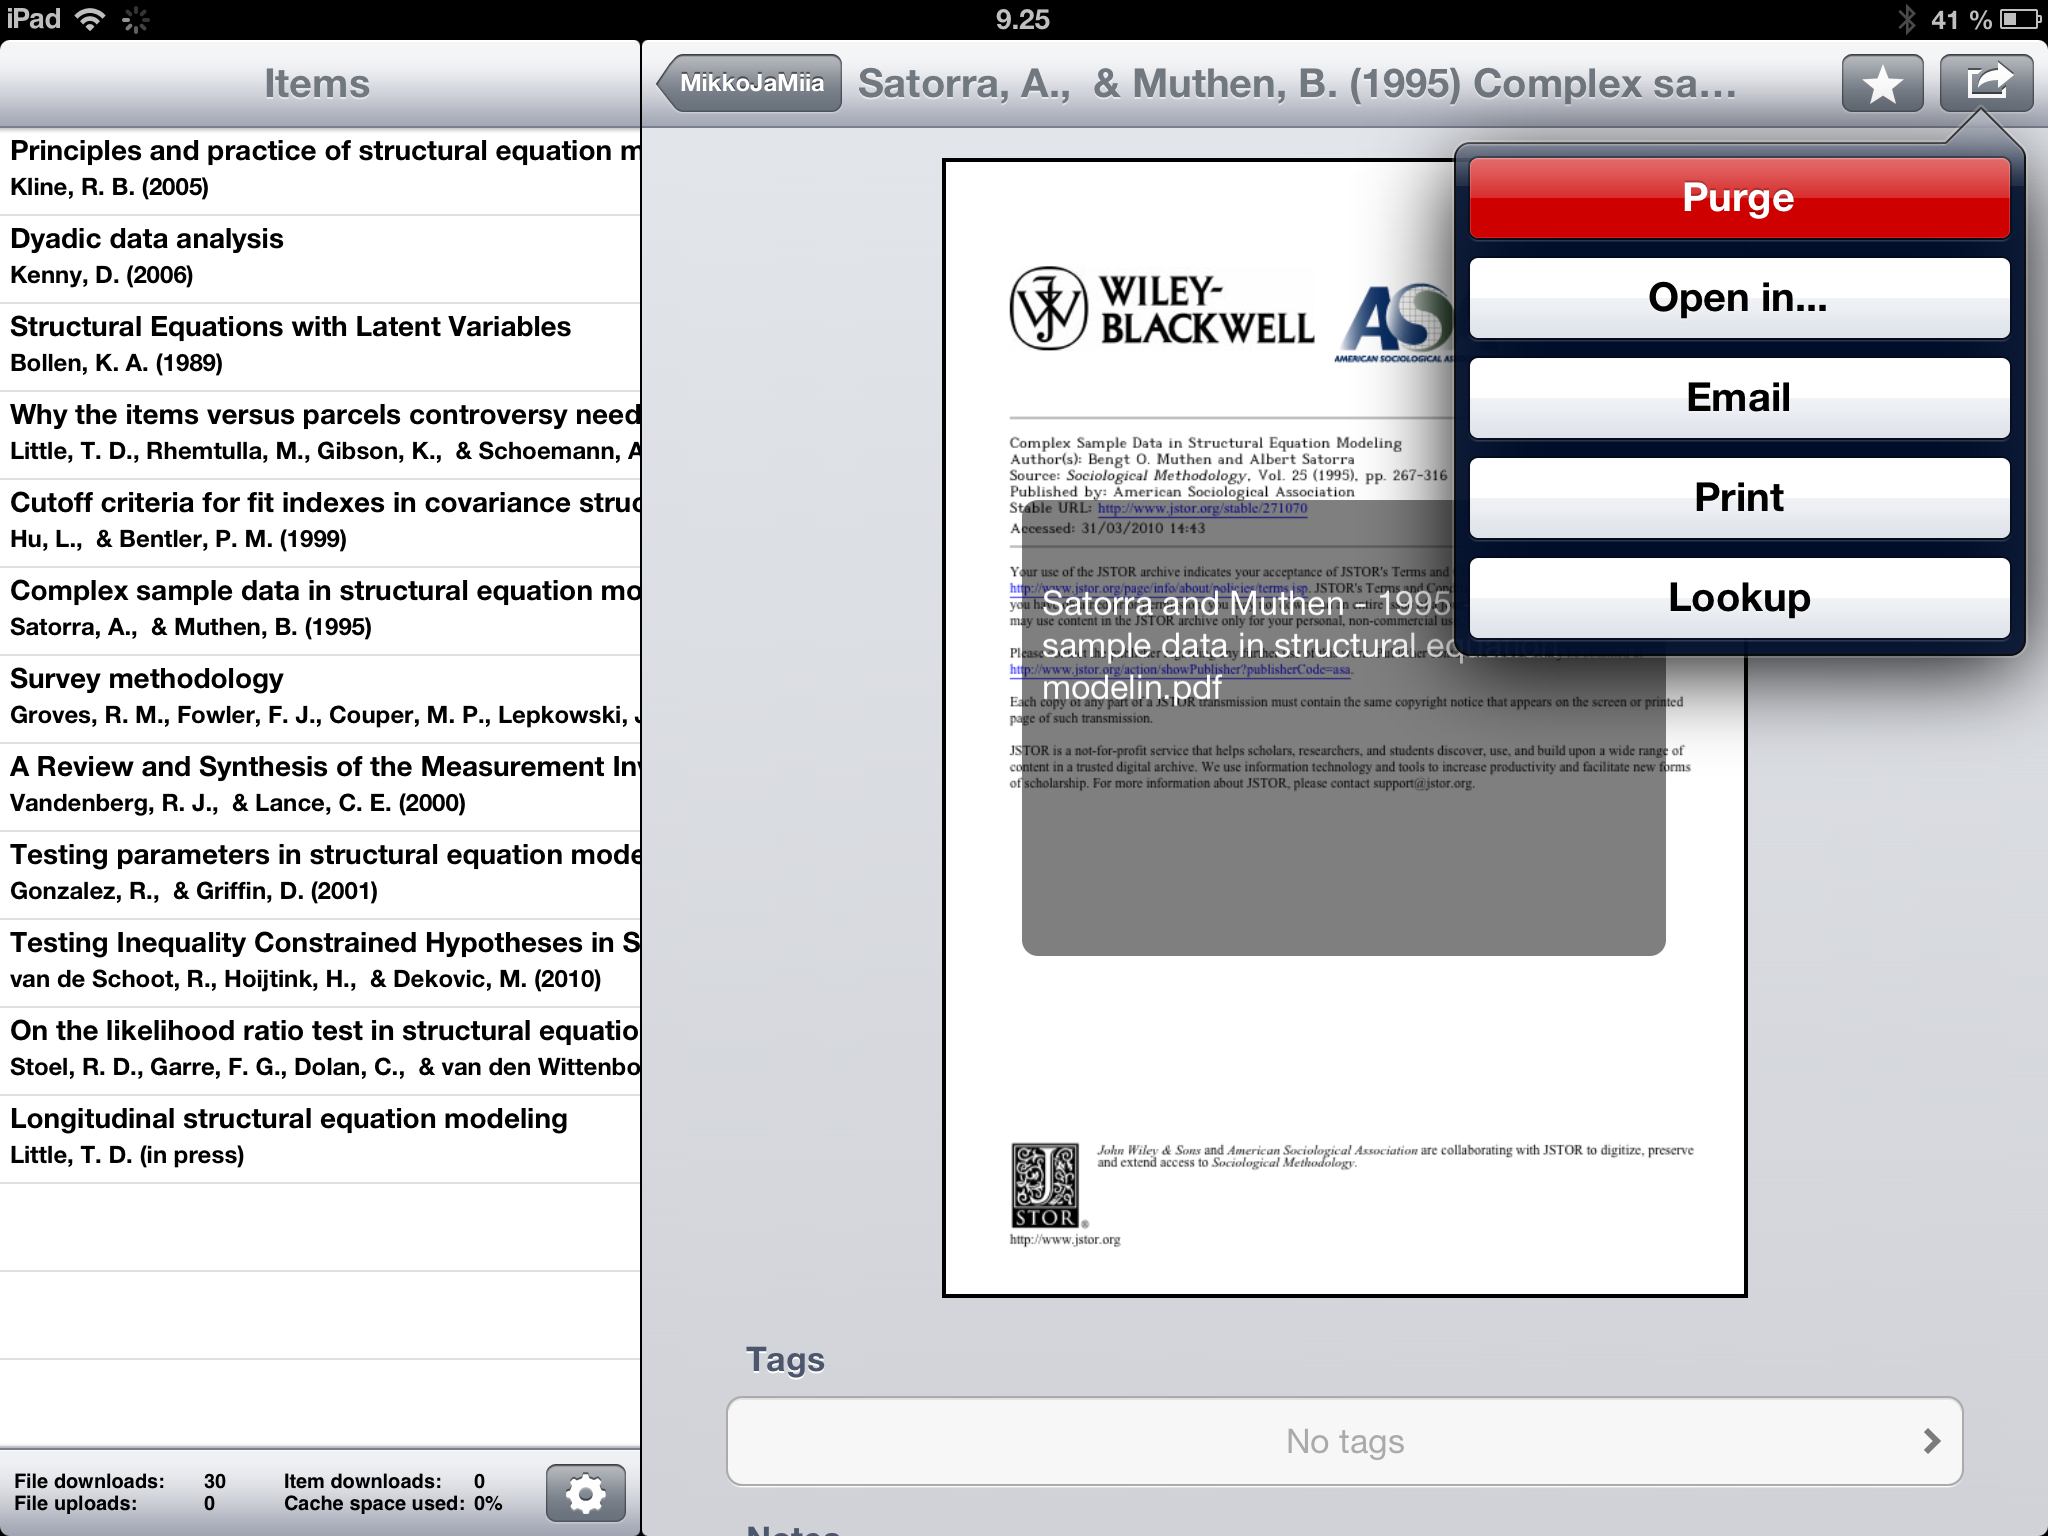 iPad
9.25
41 %
Items
MikkoJaMiia
Satorra, A.,  & Muthen, B. (1995) Complex sa...
Principles and practice of structural equation m
Kline, R. B. (2005)
Dyadic data analysis
Kenny, D. (2006)
Structural Equations with Latent Variables
Bollen, K. A. (1989)
Why the items versus parcels controversy need
Little, T. D., Rhemtulla, M., Gibson, K.,  & Schoemann, A
Cutoff criteria for fit indexes in covariance struc
Hu, L.,  & Bentler, P. M. (1999)
Complex sample data in structural equation mo
Satorra, A.,  & Muthen, B. (1995)
Survey methodology
Groves, R. M., Fowler, F. J., Couper, M. P., Lepkowski,
A Review and Synthesis of the Measurement Inv
Vandenberg, R. J.,  & Lance, C. E. (2000)
Testing parameters in structural equation mode
Gonzalez, R.,  & Griffin, D. (2001)
Testing Inequality Constrained Hypotheses in S
van de Schoot, R., Hoijtink, H.,  & Dekovic, M. (2010)
On the likelihood ratio test in structural equatio
Stoel, R. D., Garre, F. G., Dolan, C.,  & van den Wittenbo
Longitudinal structural equation modeling
Little, T. D. (in press)
File downloads: 30
Item downloads: 0
File uploads: 0
Cache space used: 0%
Purge
Open in...
Email
Print
Lookup
WILEY-
BLACKWELL
AS
AMERICAN SOCIOLOGICAL AS
Complex Sample Data in Structural Equation Modeling
Author(s): Bengt O. Muthen and Albert Satorra
Source: Sociological Methodology, Vol. 25 (1995), pp. 267-316
Published by: American Sociological Association
Stable URL: http://www.jstor.org/stable/271070
Accessed: 31/03/2010 14:43
Your use of the JSTOR archive indicates your acceptance of JSTOR's Terms and
http://www.jstor.org/page/info/about/policies/terms.jsp. JSTOR's Terms and Cond
you have
may use content in the JSTOR archive only for your personal, non-commercial us
Satorra and Muthen - 1995
sample data in structural equation
modelin.pdf
Please
http://www.jstor.org/action/showPublisher?publisherCode=asa.
Each copy of any part of a JSTOR transmission must contain the same copyright notice that appears on the screen or printed
page of such transmission.
JSTOR is a not-for-profit service that helps scholars, researchers, and students discover, use, and build upon a wide range of
content in a trusted digital archive. We use information technology and tools to increase productivity and facilitate new forms
of scholarship. For more information about JSTOR, please contact support@jstor.org.
JSTOR
®
John Wiley & Sons and American Sociological Association are collaborating with JSTOR to digitize, preserve
and extend access to Sociological Methodology.
http://www.jstor.org
Tags
No tags
Notes